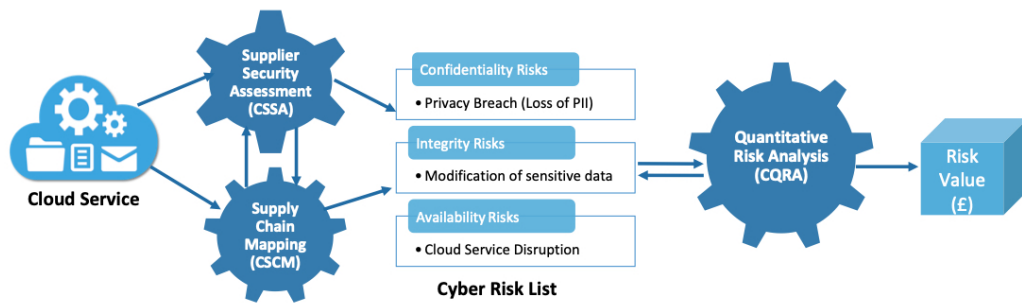 Cloud Service
Supplier
Security
Assessment
(CSSA)
Supply
Chain
Mapping
(CSCM)
Confidentiality Risks
• Privacy Breach (Loss of PII)
Integrity Risks
• Modification of sensitive data
Availability Risks
• Cloud Service Disruption
Cyber Risk List
Quantitative
Risk Analysis
(CQRA)
Risk
Value
(£)